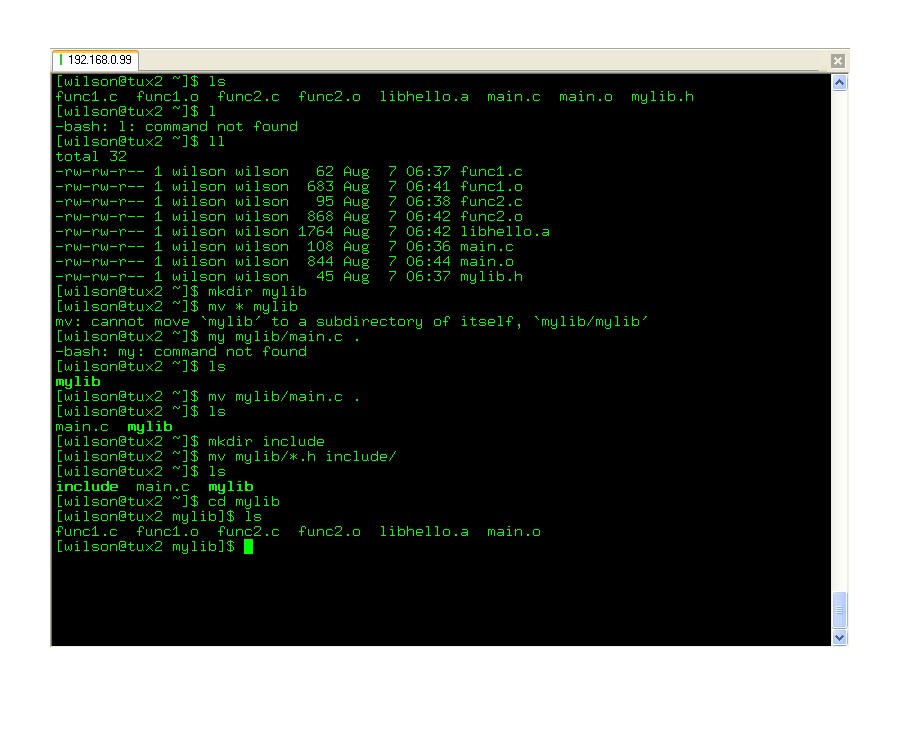 192.168.0.99
[wilson@tux2 ~]$ ls
func1.c  func1.o  func2.c  func2.o  libhello.a  main.c  main.o  mylib.h
[wilson@tux2 ~]$ l
-bash: l: command not found
[wilson@tux2 ~]$ ll
total 32
-rw-rw-r-- 1 wilson wilson   62 Aug  7 06:37 func1.c
-rw-rw-r-- 1 wilson wilson  683 Aug  7 06:41 func1.o
-rw-rw-r-- 1 wilson wilson   95 Aug  7 06:38 func2.c
-rw-rw-r-- 1 wilson wilson  868 Aug  7 06:42 func2.o
-rw-rw-r-- 1 wilson wilson 1764 Aug  7 06:42 libhello.a
-rw-rw-r-- 1 wilson wilson  108 Aug  7 06:36 main.c
-rw-rw-r-- 1 wilson wilson  844 Aug  7 06:44 main.o
-rw-rw-r-- 1 wilson wilson   45 Aug  7 06:37 mylib.h
[wilson@tux2 ~]$ mkdir mylib
[wilson@tux2 ~]$ mv * mylib
mv: cannot move `mylib´ to a subdirectory of itself, `mylib/mylib´
[wilson@tux2 ~]$ my mylib/main.c .
-bash: my: command not found
[wilson@tux2 ~]$ ls
mylib
[wilson@tux2 ~]$ mv mylib/main.c .
[wilson@tux2 ~]$ ls
main.c  mylib
[wilson@tux2 ~]$ mkdir include
[wilson@tux2 ~]$ mv mylib/*.h include/
[wilson@tux2 ~]$ ls
include  main.c  mylib
[wilson@tux2 ~]$ cd mylib
[wilson@tux2 mylib]$ ls
func1.c  func1.o  func2.c  func2.o  libhello.a  main.o
[wilson@tux2 mylib]$